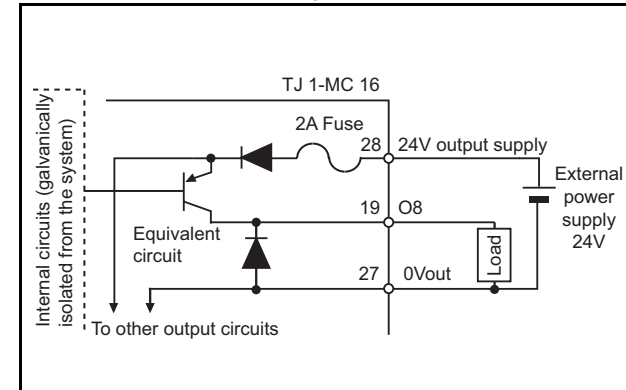 Internal circuits (galvanically
isolated from the system)
TJ 1-MC 16
2A Fuse
28
24V output supply
External
power
supply
24V
19
O8
Equivalent
circuit
Load
27
0Vout
To other output circuits